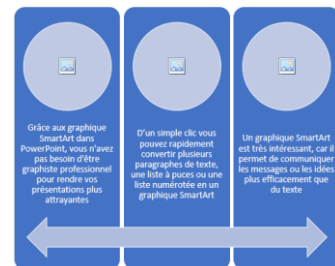 Grâce aux graphique
SmartArt dans
PowerPoint, vous n'avez
pas besoin d'être
graphiste professionnel
pour rendre vos
présentations plus
attrayantes
D'un simple clic vous
pouvez rapidement
convertir plusieurs
paragraphes de texte,
une liste à puces ou une
liste numérotée en un
graphique SmartArt
Un graphique SmartArt
est très intéressant, car il
permet de communiquer
les messages ou les idées
plus efficacement que
du texte